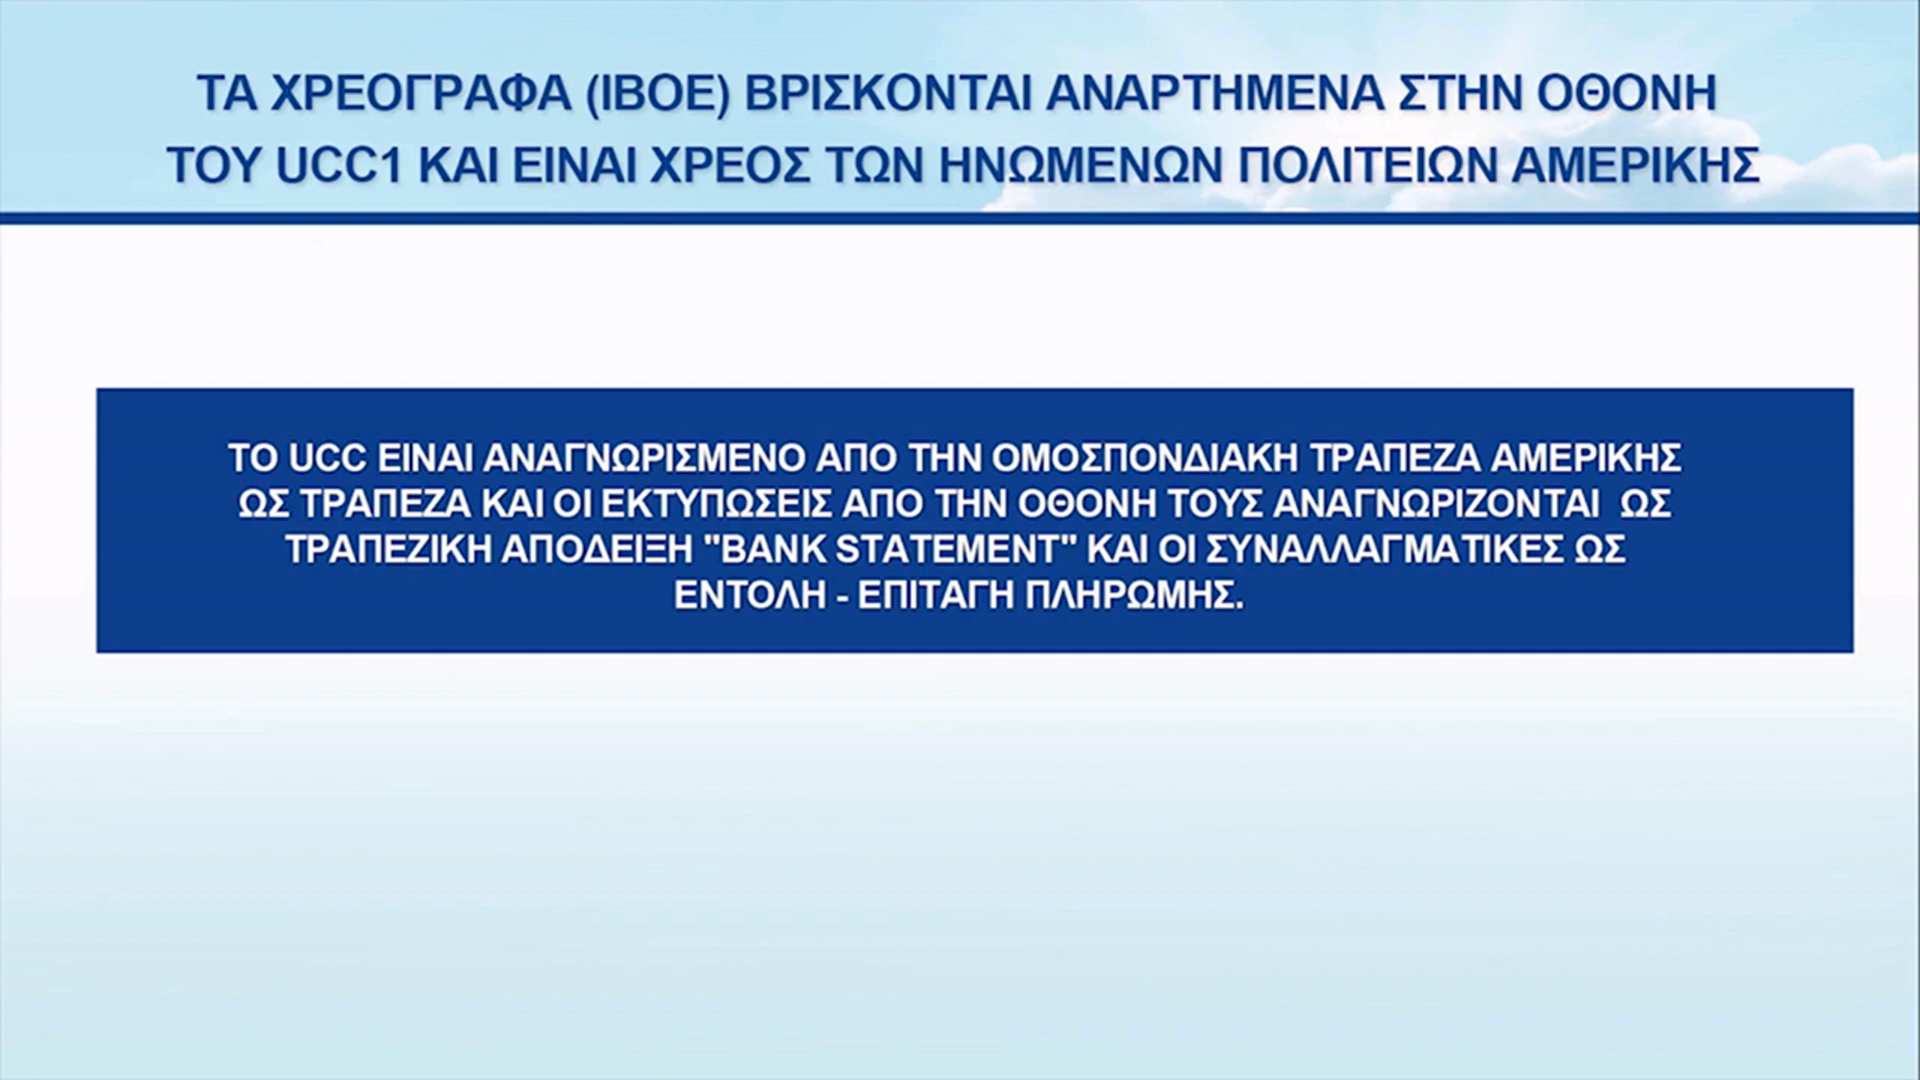 ΤΑ ΧΡΕΟΓΡΑΦΑ (IBOE) ΒΡΙΣΚΟΝΤΑΙ ΑΝΑΡΤΗΜΕΝΑ ΣΤΗΝ ΟΘΟΝΗ
ΤΟΥ UCC1 ΚΑΙ ΕΙΝΑΙ ΧΡΕΟΣ ΤΩΝ ΗΝΩΜΕΝΩΝ ΠΟΛΙΤΕΙΩΝ ΑΜΕΡΙΚΗΣ
ΤΟ UCC ΕΙΝΑΙ ΑΝΑΓΝΩΡΙΣΜΕΝΟ ΑΠΟ ΤΗΝ ΟΜΟΣΠΟΝΔΙΑΚΗ ΤΡΑΠΕΖΑ ΑΜΕΡΙΚΗΣ
ΩΣ ΤΡΑΠΕΖΑ ΚΑΙ ΟΙ ΕΚΤΥΠΩΣΕΙΣ ΑΠΟ ΤΗΝ ΟΘΟΝΗ ΤΟΥΣ ΑΝΑΓΝΩΡΙΖΟΝΤΑΙ ΩΣ
ΤΡΑΠΕΖΙΚΗ ΑΠΟΔΕΙΞΗ "BANK STATEMENT" ΚΑΙ ΟΙ ΣΥΝΑΛΛΑΓΜΑΤΙΚΕΣ ΩΣ
ΕΝΤΟΛΗ - ΕΠΙΤΑΓΗ ΠΛΗΡΩΜΗΣ.